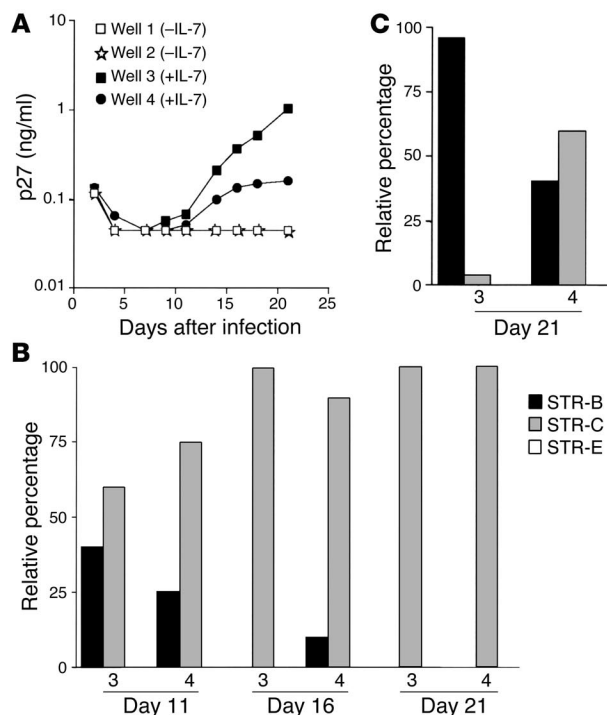 A
Well 1 (–IL-7)
Well 2 (–IL-7)
Well 3 (+IL-7)
Well 4 (+IL-7)
p27 (ng/ml)
10
1
0.1
0.01
0 5 10 15 20 25
Days after infection
C
Relative percentage
100
75
50
25
0
3 4
Day 21
B
Relative percentage
100
75
50
25
0
3 4 3 4 3 4
Day 11 Day 16 Day 21
STR-B
STR-C
STR-E